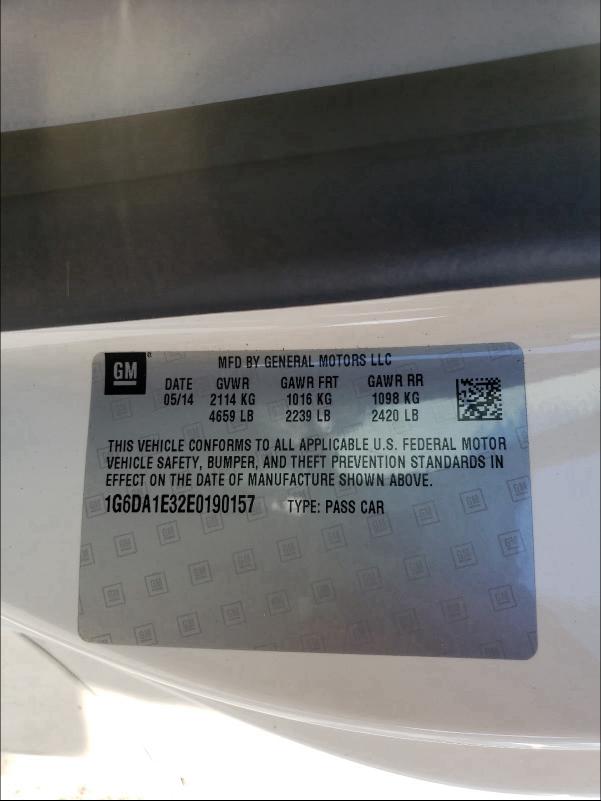 GM ®
MFD BY GENERAL MOTORS LLC
DATE GVWR GAWR FRT GAWR RR
05/14 2114 KG 1016 KG 1098 KG
4659 LB 2239 LB 2420 LB
THIS VEHICLE CONFORMS TO ALL APPLICABLE U.S. FEDERAL MOTOR
VEHICLE SAFETY, BUMPER, AND THEFT PREVENTION STANDARDS IN
EFFECT ON THE DATE OF MANUFACTURE SHOWN ABOVE.
1G6DA1E32E0190157 TYPE: PASS CAR